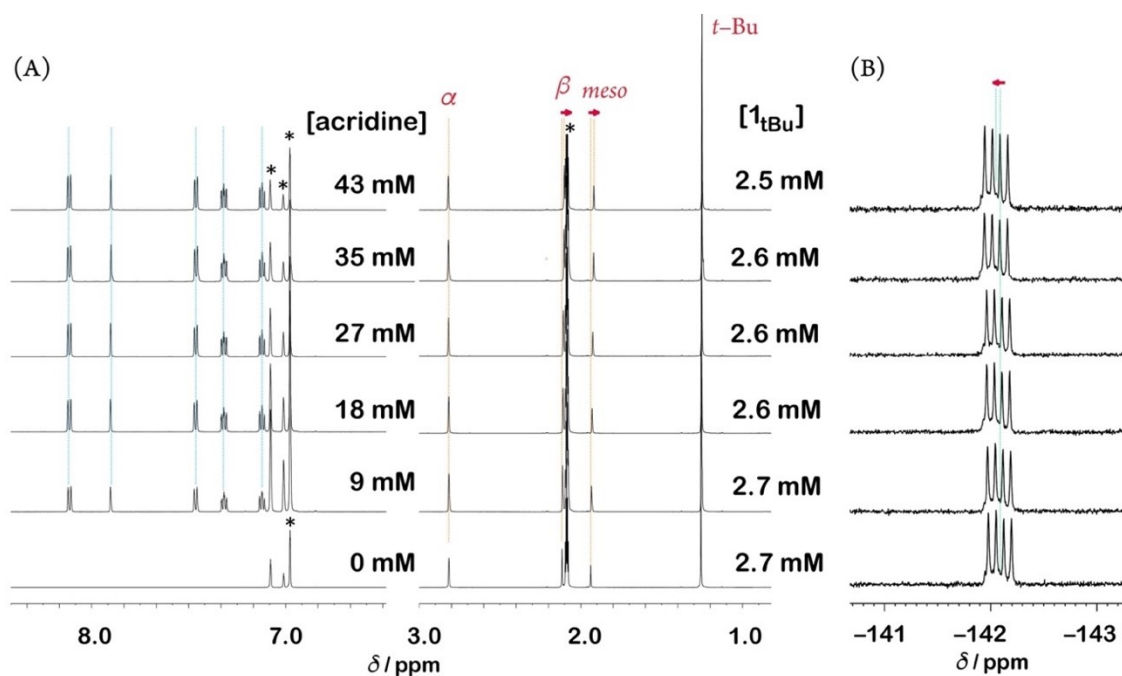 (A)
t–Bu
(B)
α
β
meso
[acridine]
[1tBu]
*
*
*
*
43 mM
2.5 mM
35 mM
2.6 mM
27 mM
2.6 mM
18 mM
2.6 mM
9 mM
2.7 mM
*
0 mM
2.7 mM
8.0
7.0
3.0
2.0
1.0
–141
–142
–143
δ / ppm
δ / ppm